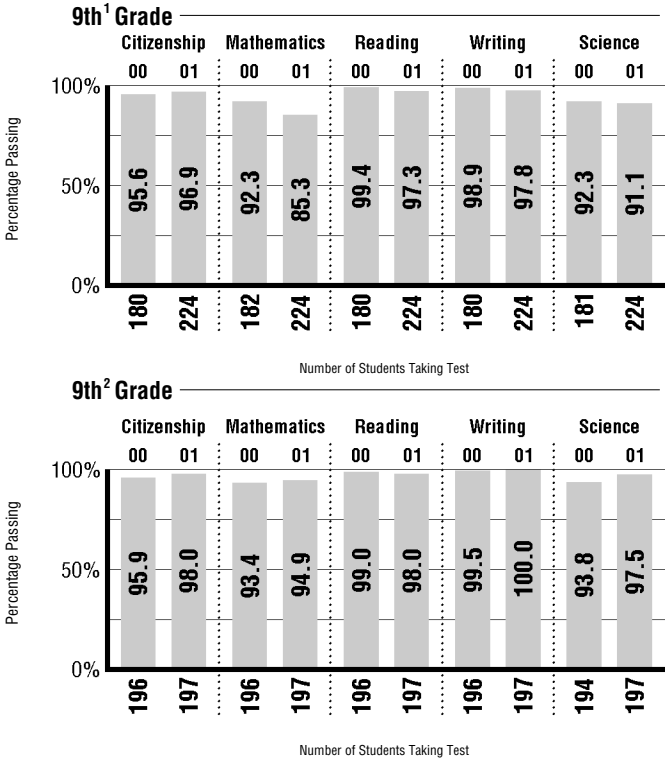 9th¹ Grade
Citizenship Mathematics Reading Writing Science
00 01 00 01 00 01 00 01 00 01
100%
50%
0%
Percentage Passing
95.6 96.9 92.3 85.3 99.4 97.3 98.9 97.8 92.3 91.1
180 224 182 224 180 224 180 224 181 224
Number of Students Taking Test
9th² Grade
Citizenship Mathematics Reading Writing Science
00 01 00 01 00 01 00 01 00 01
100%
50%
0%
Percentage Passing
95.9 98.0 93.4 94.9 99.0 98.0 99.5 100.0 93.8 97.5
196 197 196 197 196 197 196 197 194 197
Number of Students Taking Test